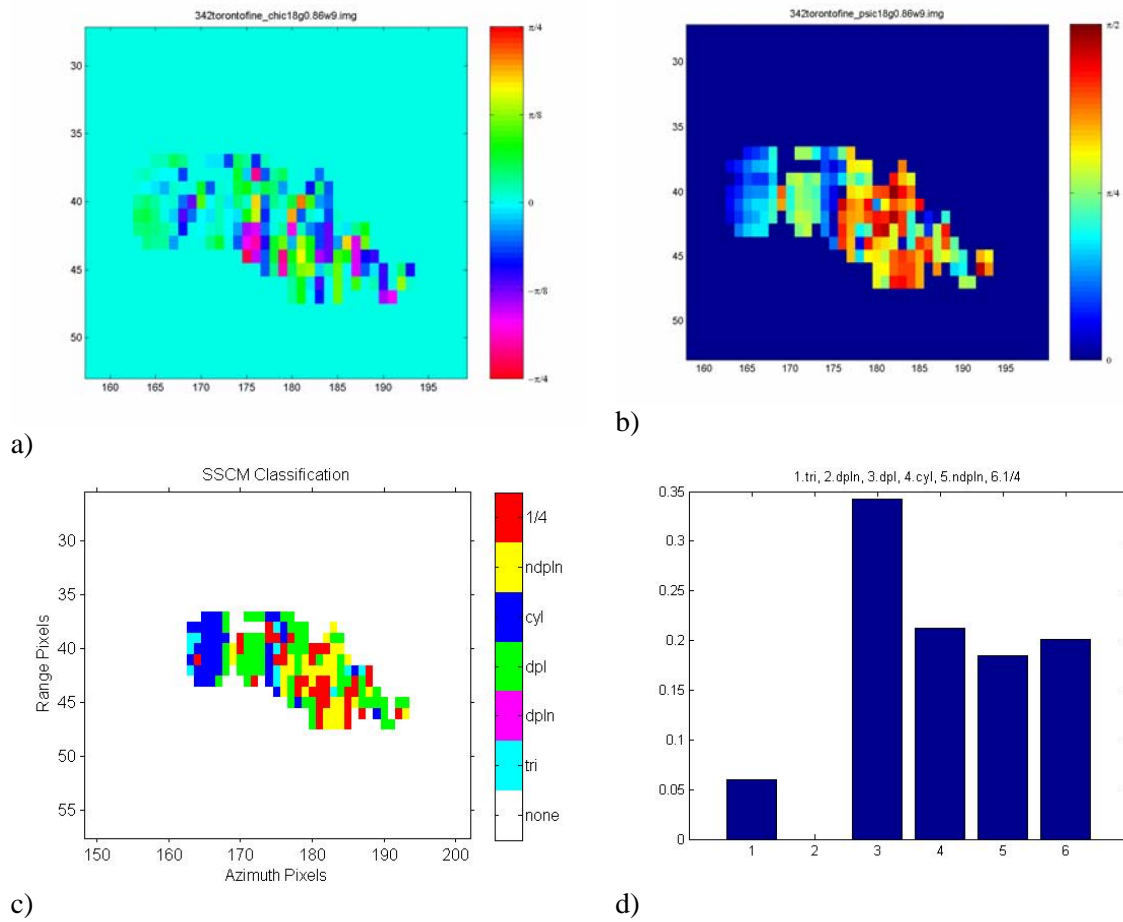 342torontofine_chic18g0.86w9.img
π/4
π/8
0
−π/8
−π/4
30
35
40
45
50
160 165 170 175 180 185 190 195
a)
342torontofine_psic18g0.86w9.img
π/2
π/4
0
30
35
40
45
50
160 165 170 175 180 185 190 195
b)
SSCM Classification
1/4
ndpln
cyl
dpl
dpln
tri
none
Range Pixels
30
35
40
45
50
55
150 160 170 180 190 200
Azimuth Pixels
c)
1.tri, 2.dpln, 3.dpl, 4.cyl, 5.ndpln, 6.1/4
0.35
0.3
0.25
0.2
0.15
0.1
0.05
0
1 2 3 4 5 6
d)